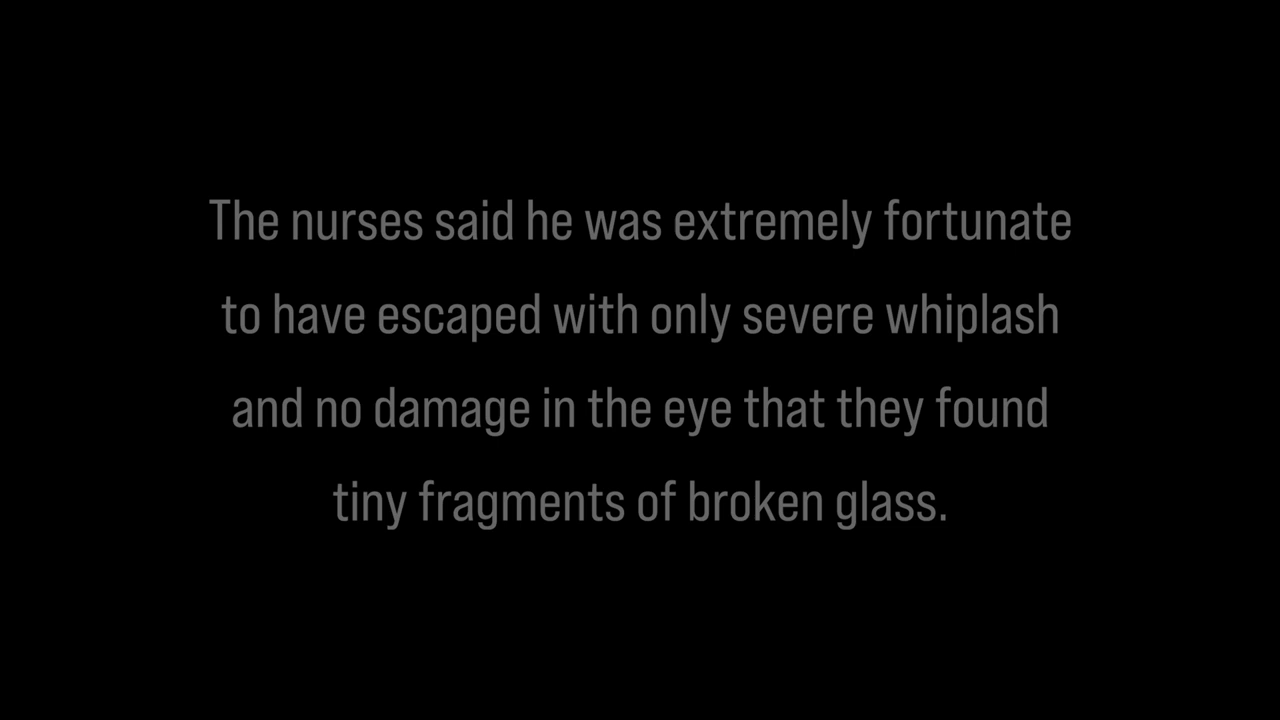 The nurses said he was extremely fortunate
to have escaped with only severe whiplash
and no damage in the eye that they found
tiny fragments of broken glass.